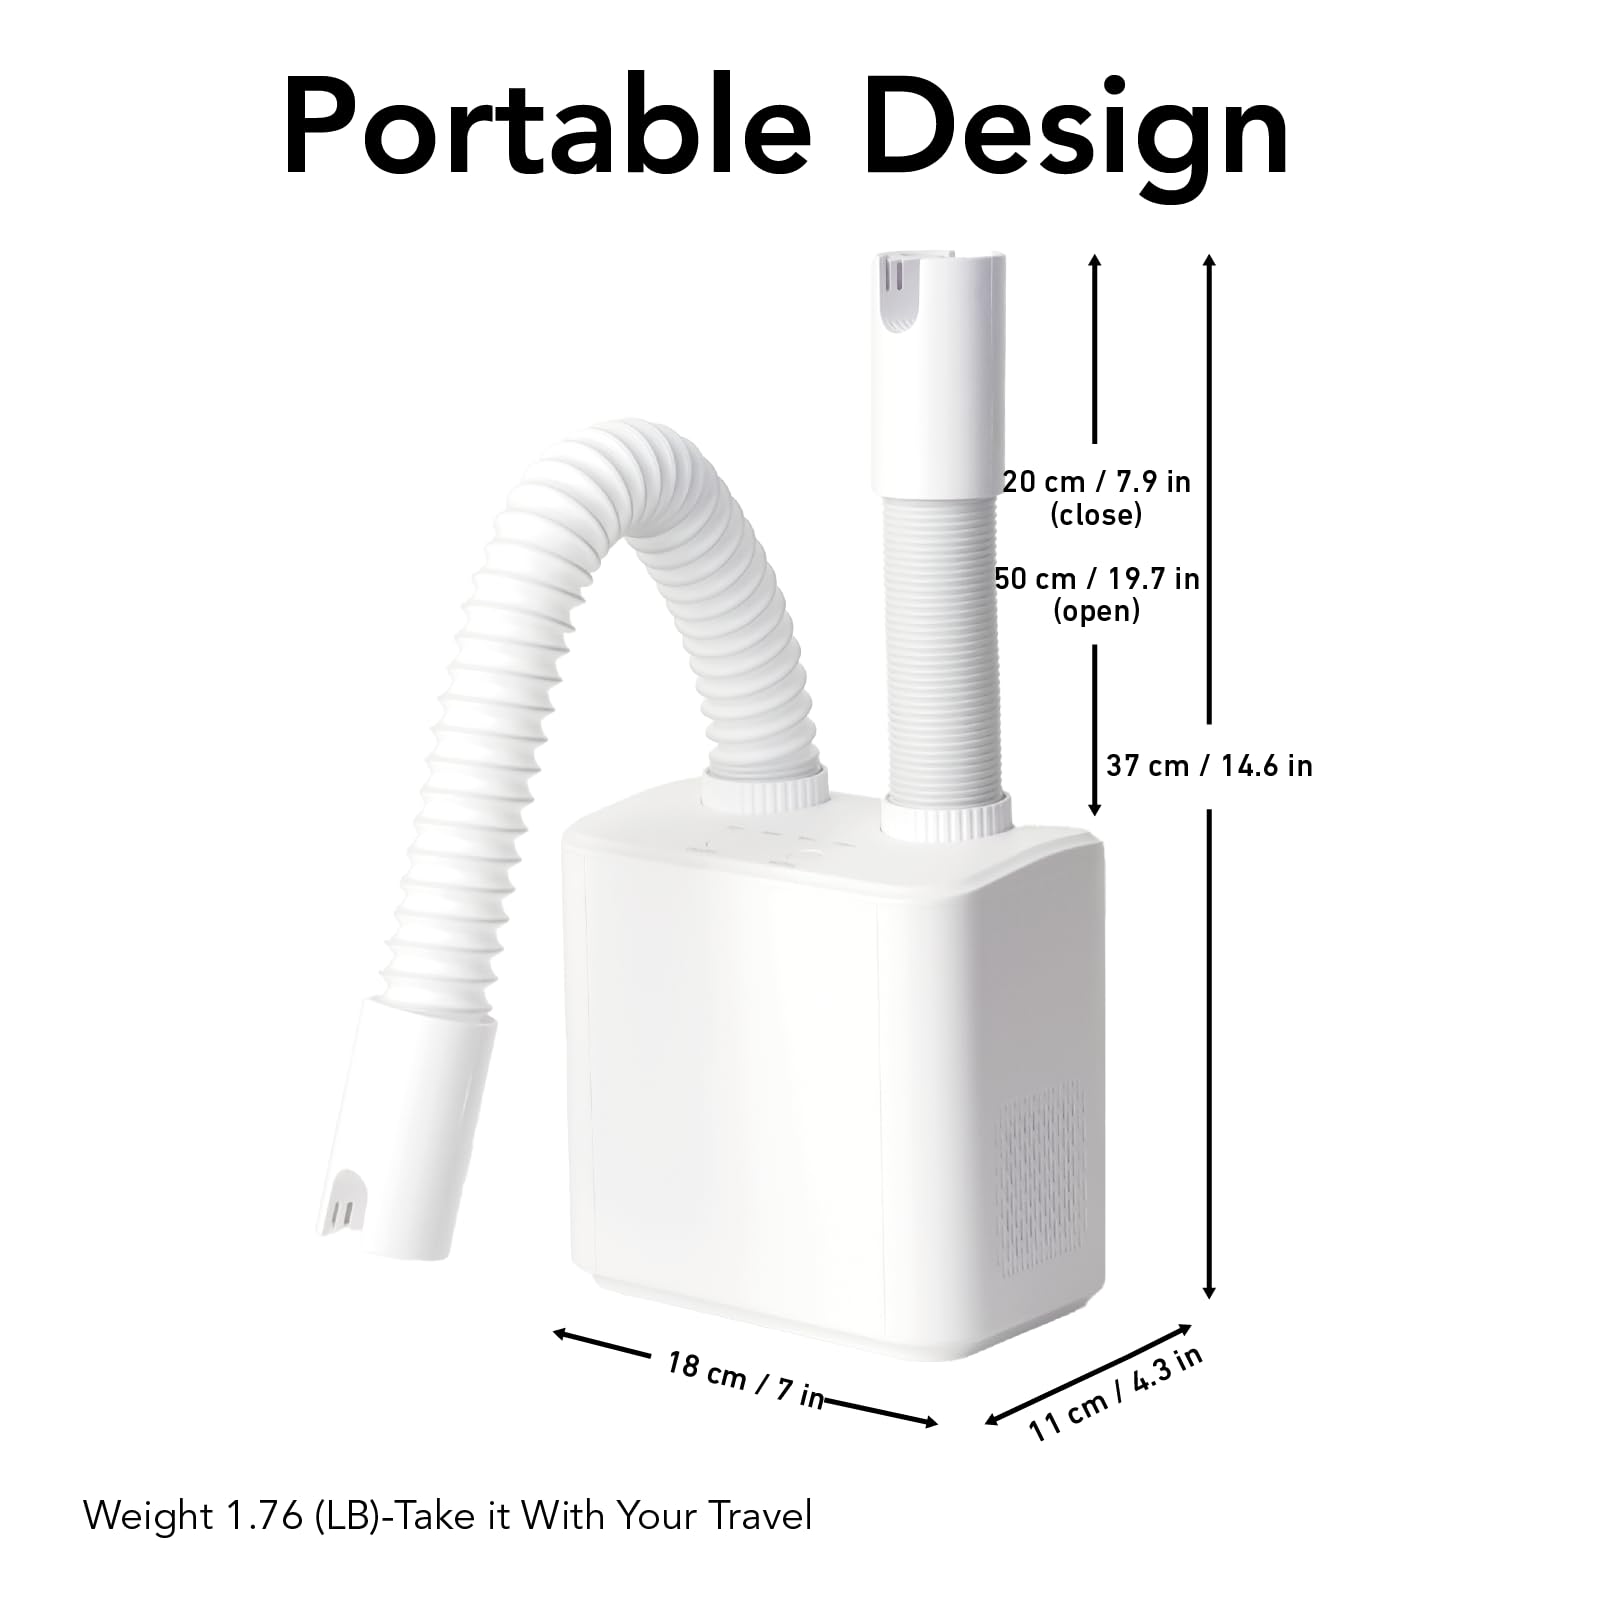 Portable Design
20 cm / 7.9 in
(close)
50 cm / 19.7 in
(open)
37 cm / 14.6 in
18 cm / 7 in
11 cm / 4.3 in
Weight 1.76 (LB)-Take it With Your Travel